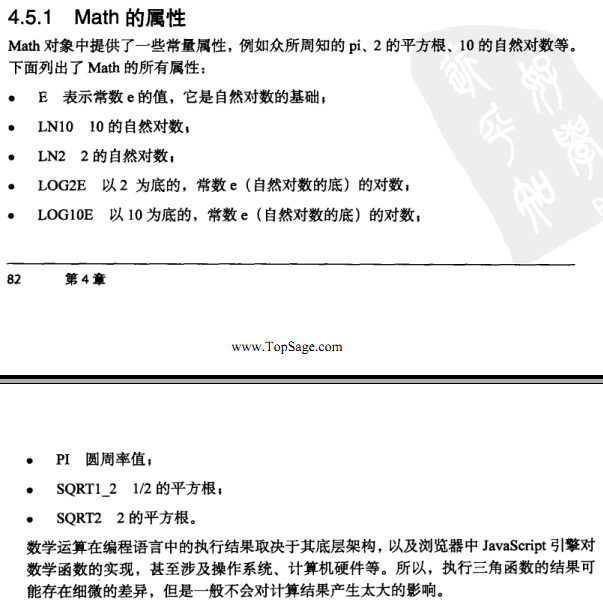 4.5.1 Math 的属性
Math 对象中提供了一些常量属性，例如众所周知的 pi、2 的平方根、10 的自然对数等。
下面列出了 Math 的所有属性：
● E 表示常数 e 的值，它是自然对数的基础；
● LN10 10 的自然对数；
● LN2 2 的自然对数；
● LOG2E 以 2 为底的，常数 e（自然对数的底）的对数；
● LOG10E 以 10 为底的，常数 e（自然对数的底）的对数；
82 第 4 章
www.TopSage.com
● PI 圆周率值；
● SQRT1_2 1/2 的平方根；
● SQRT2 2 的平方根。
数学运算在编程语言中的执行结果取决于其底层架构，以及浏览器中 JavaScript 引擎对
数学函数的实现，甚至涉及操作系统、计算机硬件等。所以，执行三角函数的结果可
能存在细微的差异，但是一般不会对计算结果产生太大的影响。